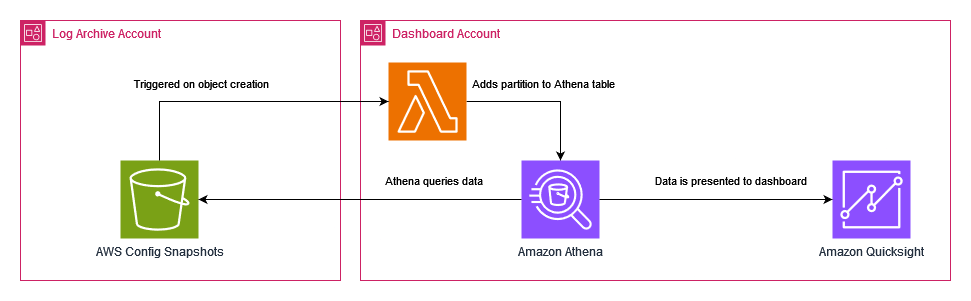 Log Archive Account
Dashboard Account
Triggered on object creation
Adds partition to Athena table
Athena queries data
Data is presented to dashboard
AWS Config Snapshots
Amazon Athena
Amazon Quicksight